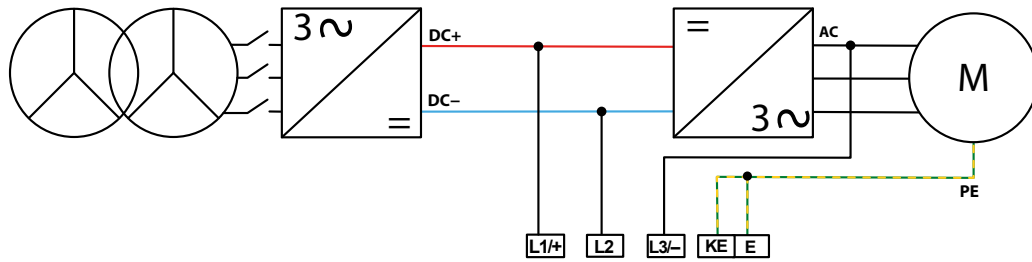 3∿
=
DC+
DC–
=
3∿
AC
M
PE
L1/+
L2
L3/–
KE
E